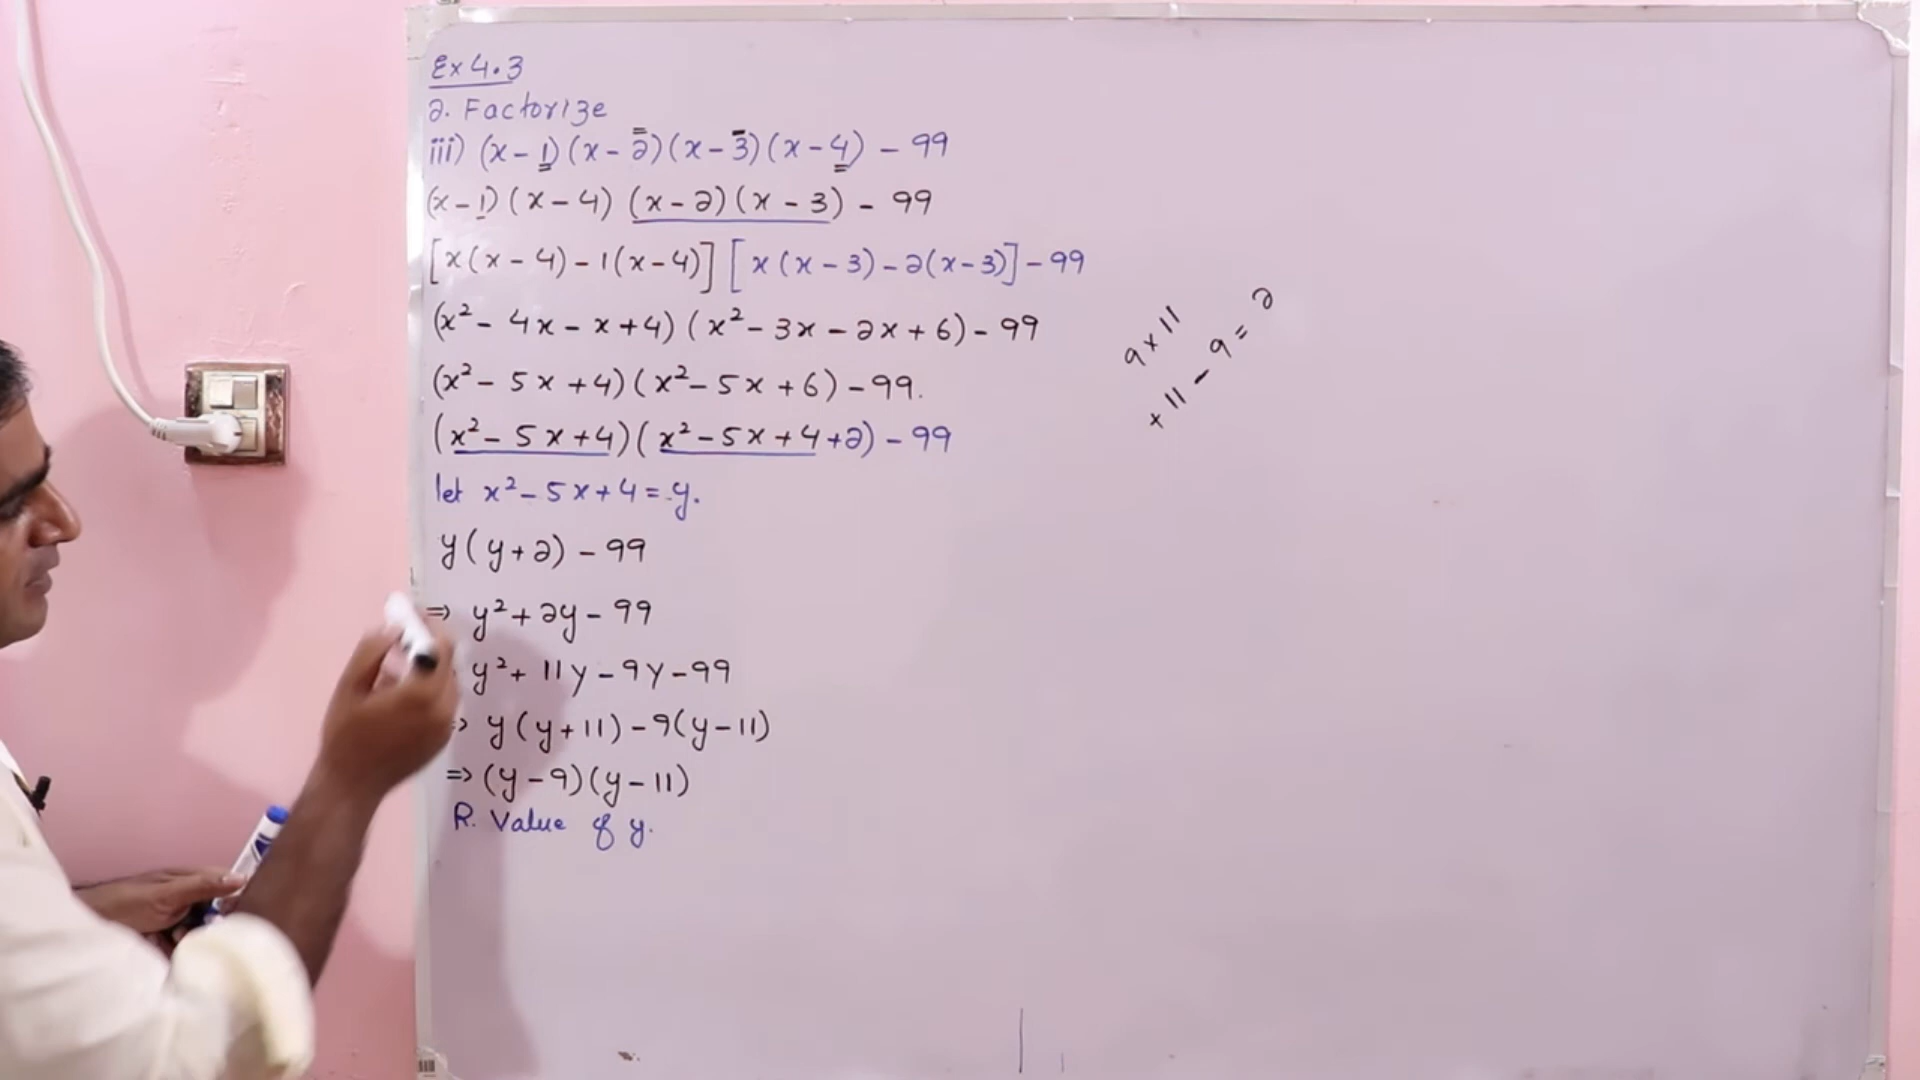 Ex 4.3
2. Factorize
iii) (x-1)(x-2)(x-3)(x-4) - 99
(x-1)(x-4) (x-2)(x-3) - 99
[x(x-4)-1(x-4)] [x(x-3)-2(x-3)] - 99
(x²-4x-x+4)(x²-3x-2x+6) - 99
(x²-5x+4)(x²-5x+6) - 99.
(x²-5x+4)(x²-5x+4+2) - 99
let x²-5x+4 = y.
y(y+2) - 99
⇒ y²+2y-99
y²+11y-9y-99
⇒ y(y+11)-9(y-11)
⇒ (y-9)(y-11)
R. Value of y.
9×11
+11-9=2